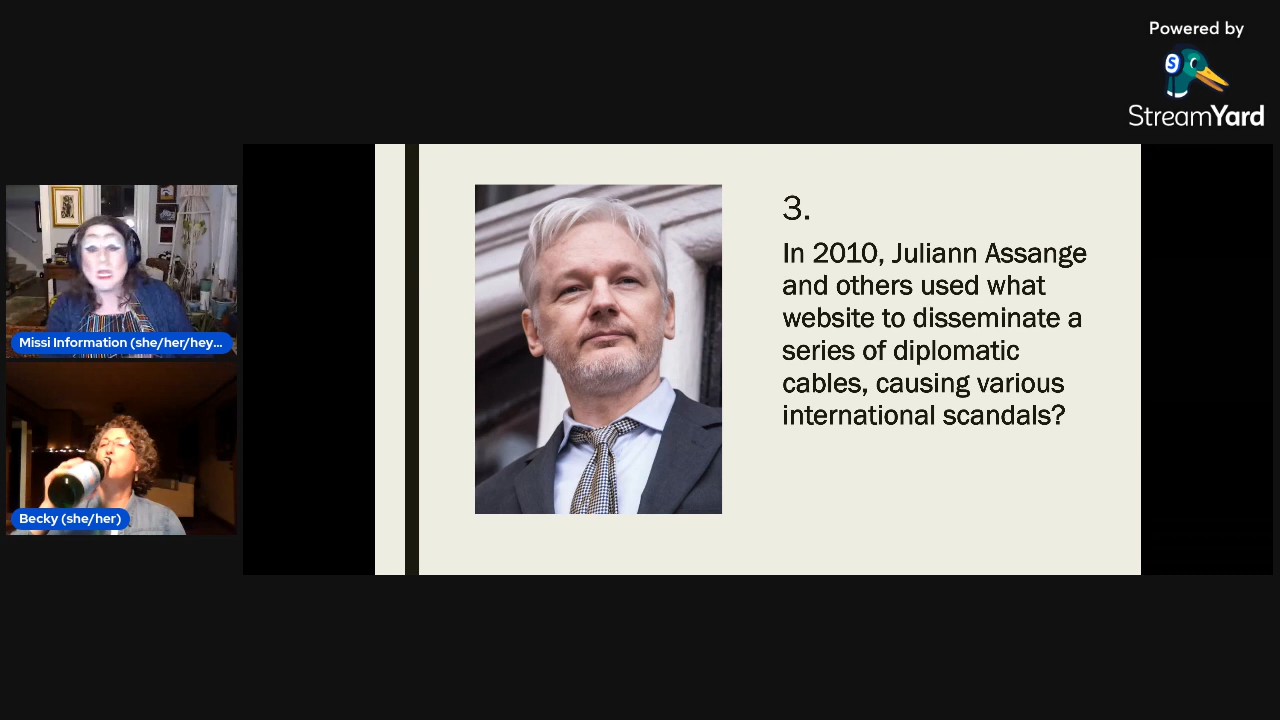 Powered by
S
StreamYard
3.
In 2010, Juliann Assange
and others used what
website to disseminate a
series of diplomatic
cables, causing various
international scandals?
Missi Information (she/her/hey...
Becky (she/her)